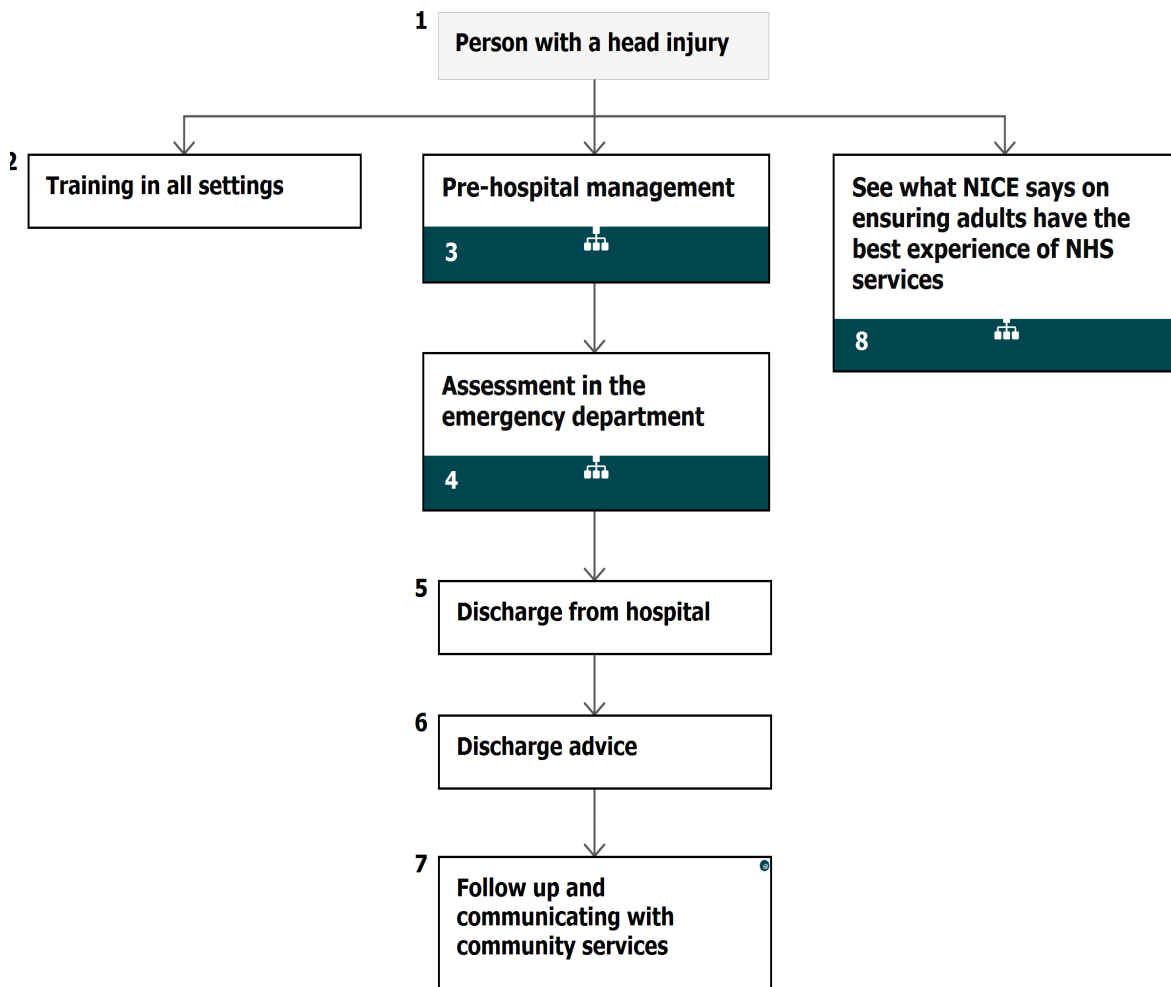 1
Person with a head injury
2
Training in all settings
Pre-hospital management
3
See what NICE says on
ensuring adults have the
best experience of NHS
services
8
Assessment in the
emergency department
4
5
Discharge from hospital
6
Discharge advice
7
Follow up and
communicating with
community services